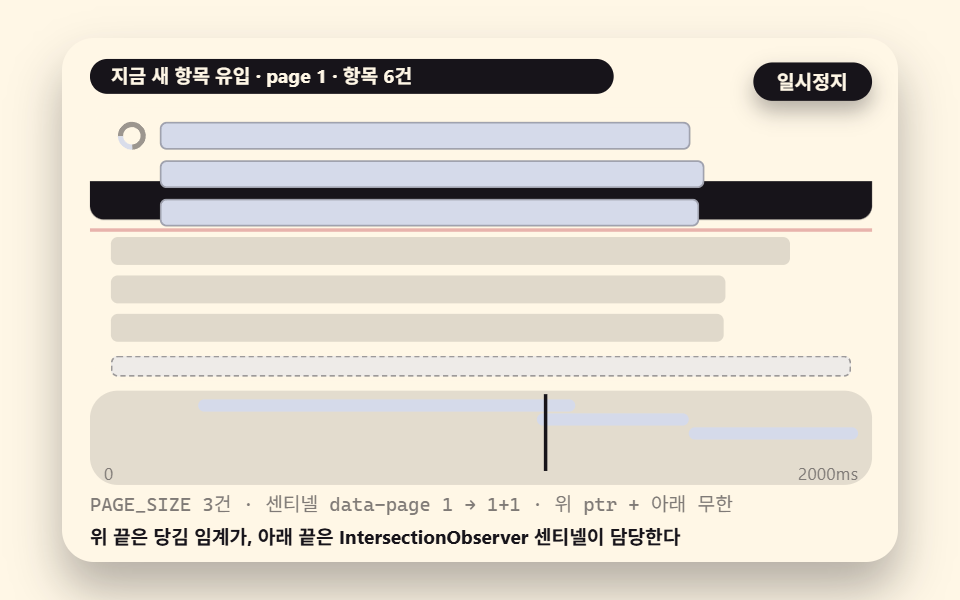 지금 새 항목 유입 · page 1 · 항목 6건
일시정지
0
2000ms
PAGE_SIZE 3건 · 센티넬 data-page 1 → 1+1 · 위 ptr + 아래 무한
위 끝은 당김 임계가, 아래 끝은 IntersectionObserver 센티넬이 담당한다